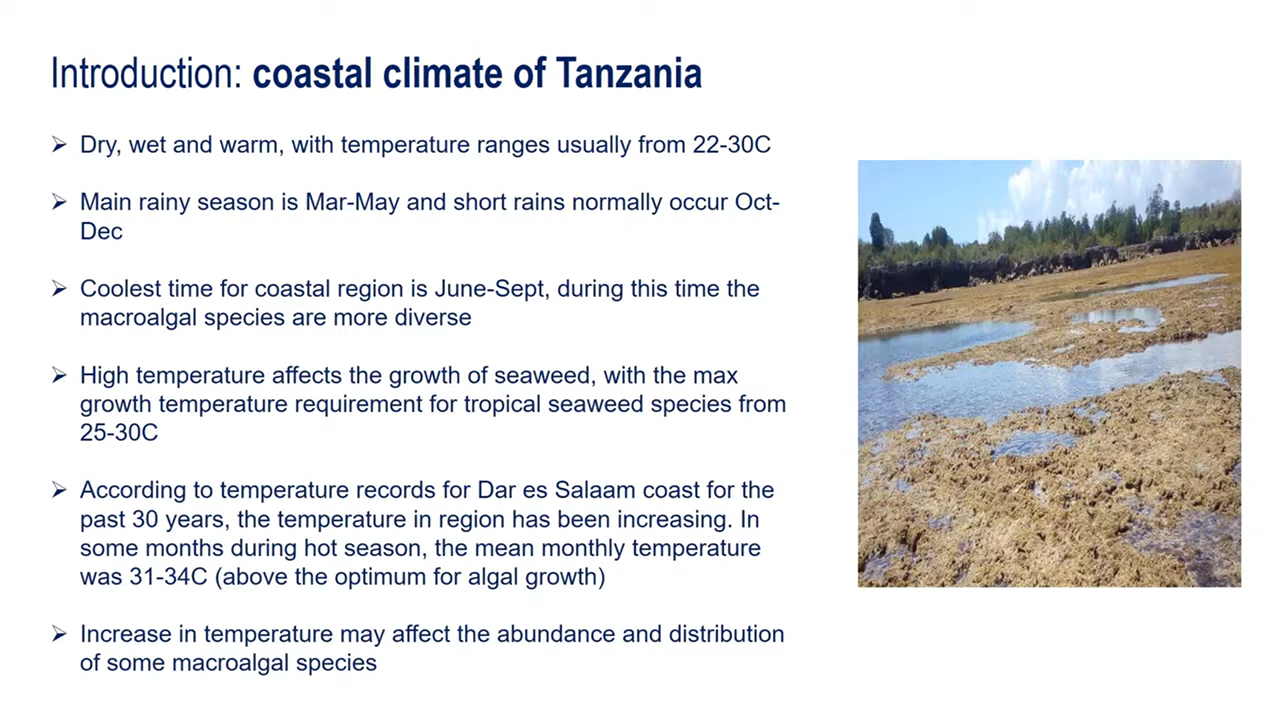 Introduction: coastal climate of Tanzania
Dry, wet and warm, with temperature ranges usually from 22-30C
Main rainy season is Mar-May and short rains normally occur Oct-
Dec
Coolest time for coastal region is June-Sept, during this time the
macroalgal species are more diverse
High temperature affects the growth of seaweed, with the max
growth temperature requirement for tropical seaweed species from
25-30C
According to temperature records for Dar es Salaam coast for the
past 30 years, the temperature in region has been increasing. In
some months during hot season, the mean monthly temperature
was 31-34C (above the optimum for algal growth)
Increase in temperature may affect the abundance and distribution
of some macroalgal species